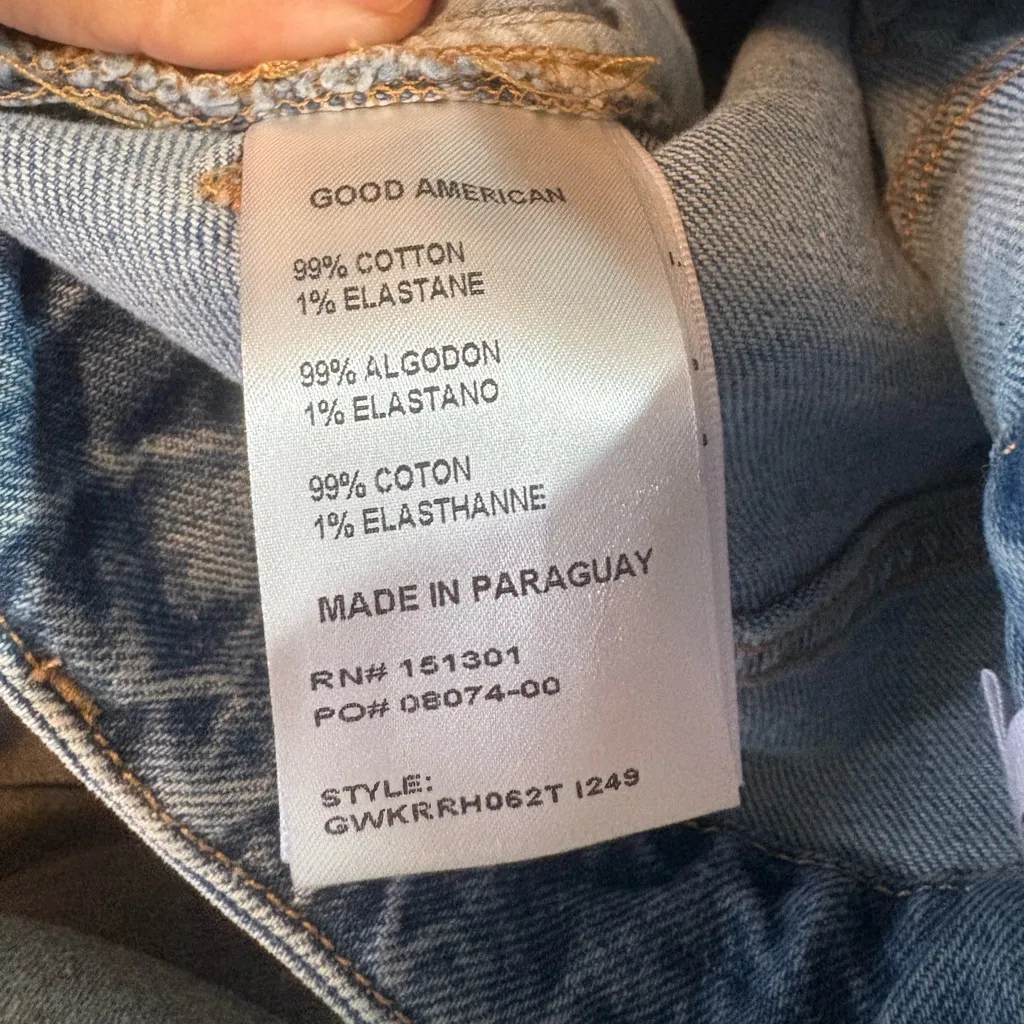 GOOD AMERICAN
99% COTTON
1% ELASTANE
99% ALGODON
1% ELASTANO
99% COTON
1% ELASTHANNE
MADE IN PARAGUAY
RN# 151301
PO# 08074-00
STYLE:
GWKRRH062T I249